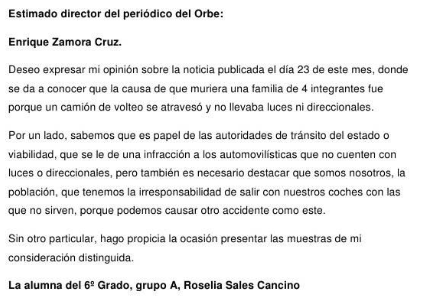 Estimado director del periódico del Orbe:
Enrique Zamora Cruz.
Deseo expresar mi opinión sobre la noticia publicada el día 23 de este mes, donde
se da a conocer que la causa de que muriera una familia de 4 integrantes fue
porque un camión de volteo se atravesó y no llevaba luces ni direccionales.
Por un lado, sabemos que es papel de las autoridades de tránsito del estado o
viabilidad, que se le de una infracción a los automovilísticas que no cuenten con
luces o direccionales, pero también es necesario destacar que somos nosotros, la
población, que tenemos la irresponsabilidad de salir con nuestros coches con las
que no sirven, porque podemos causar otro accidente como este.
Sin otro particular, hago propicia la ocasión presentar las muestras de mi
consideración distinguida.
La alumna del 6º Grado, grupo A, Roselia Sales Cancino